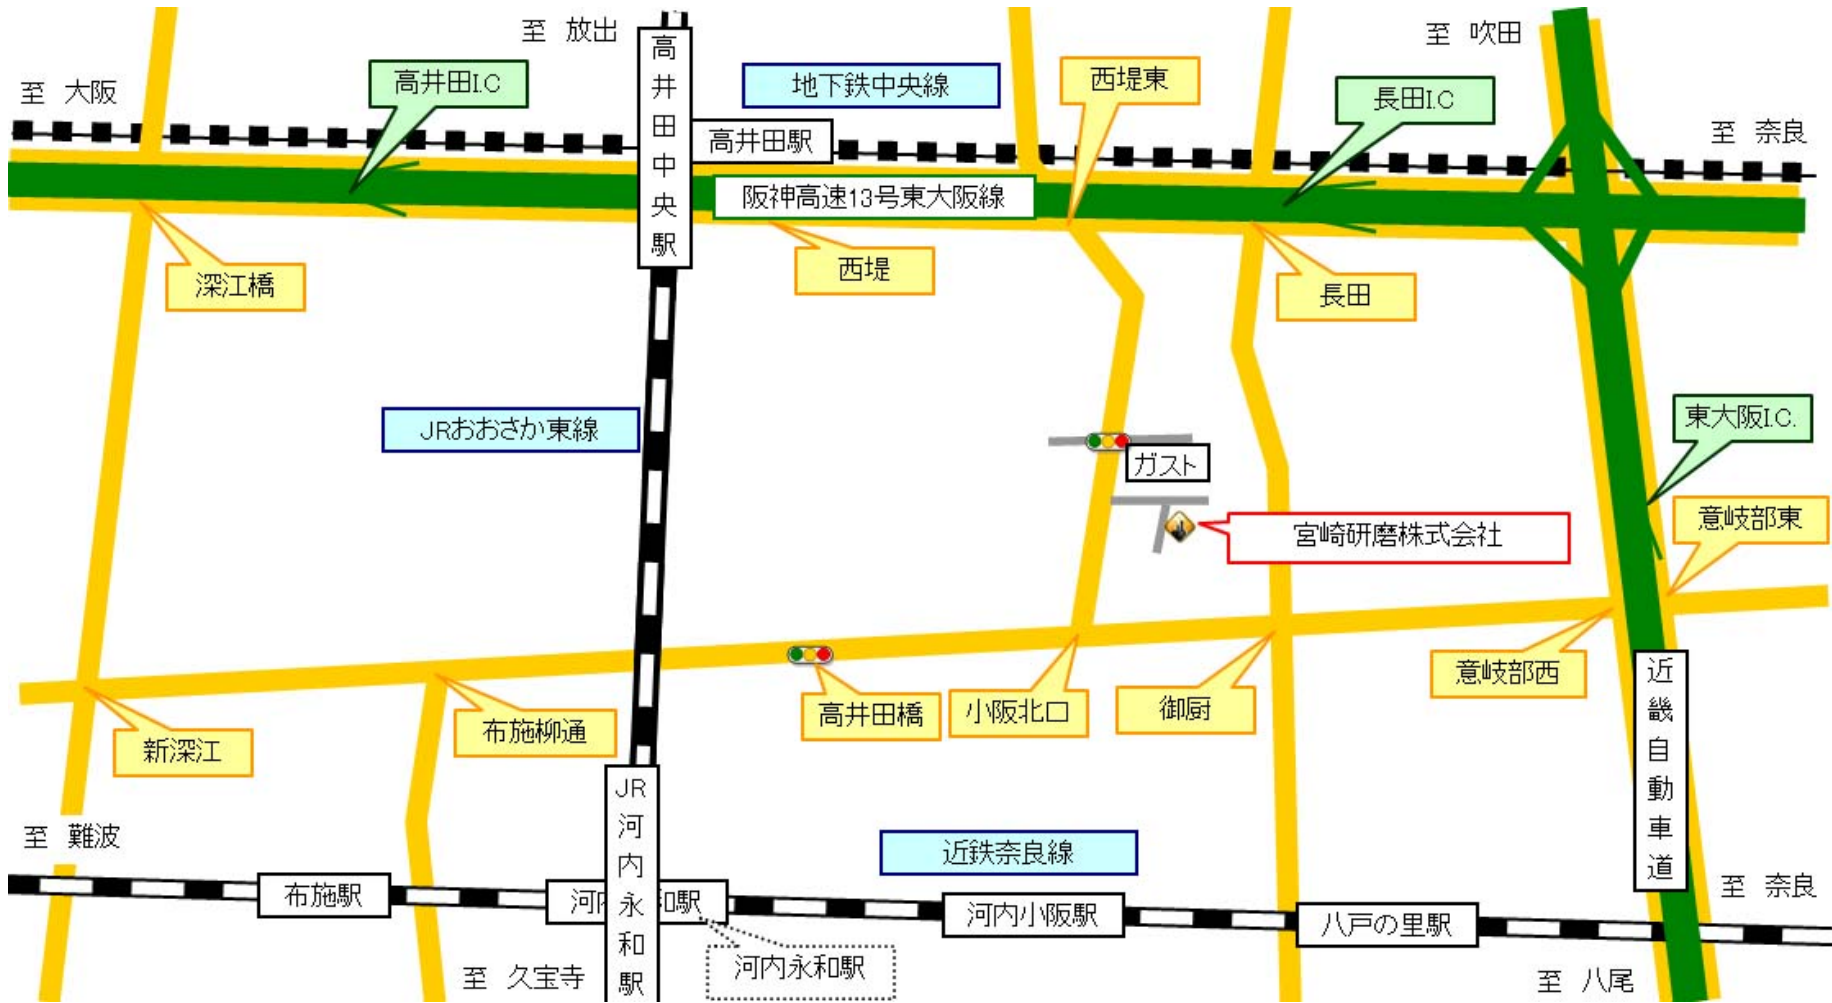 至 放出
至 吹田
至 大阪
高井田I.C
高井田中央駅
地下鉄中央線
西堤東
長田I.C
至 奈良
高井田駅
阪神高速13号東大阪線
深江橋
西堤
長田
JRおおさか東線
東大阪I.C.
ガスト
意岐部東
宮崎研磨株式会社
意岐部西
近畿自動車道
新深江
布施柳通
高井田橋
小阪北口
御厨
JR河内永和駅
至 難波
近鉄奈良線
至 奈良
布施駅
河内永和駅
河内小阪駅
八戸の里駅
河内永和駅
至 久宝寺
至 八尾